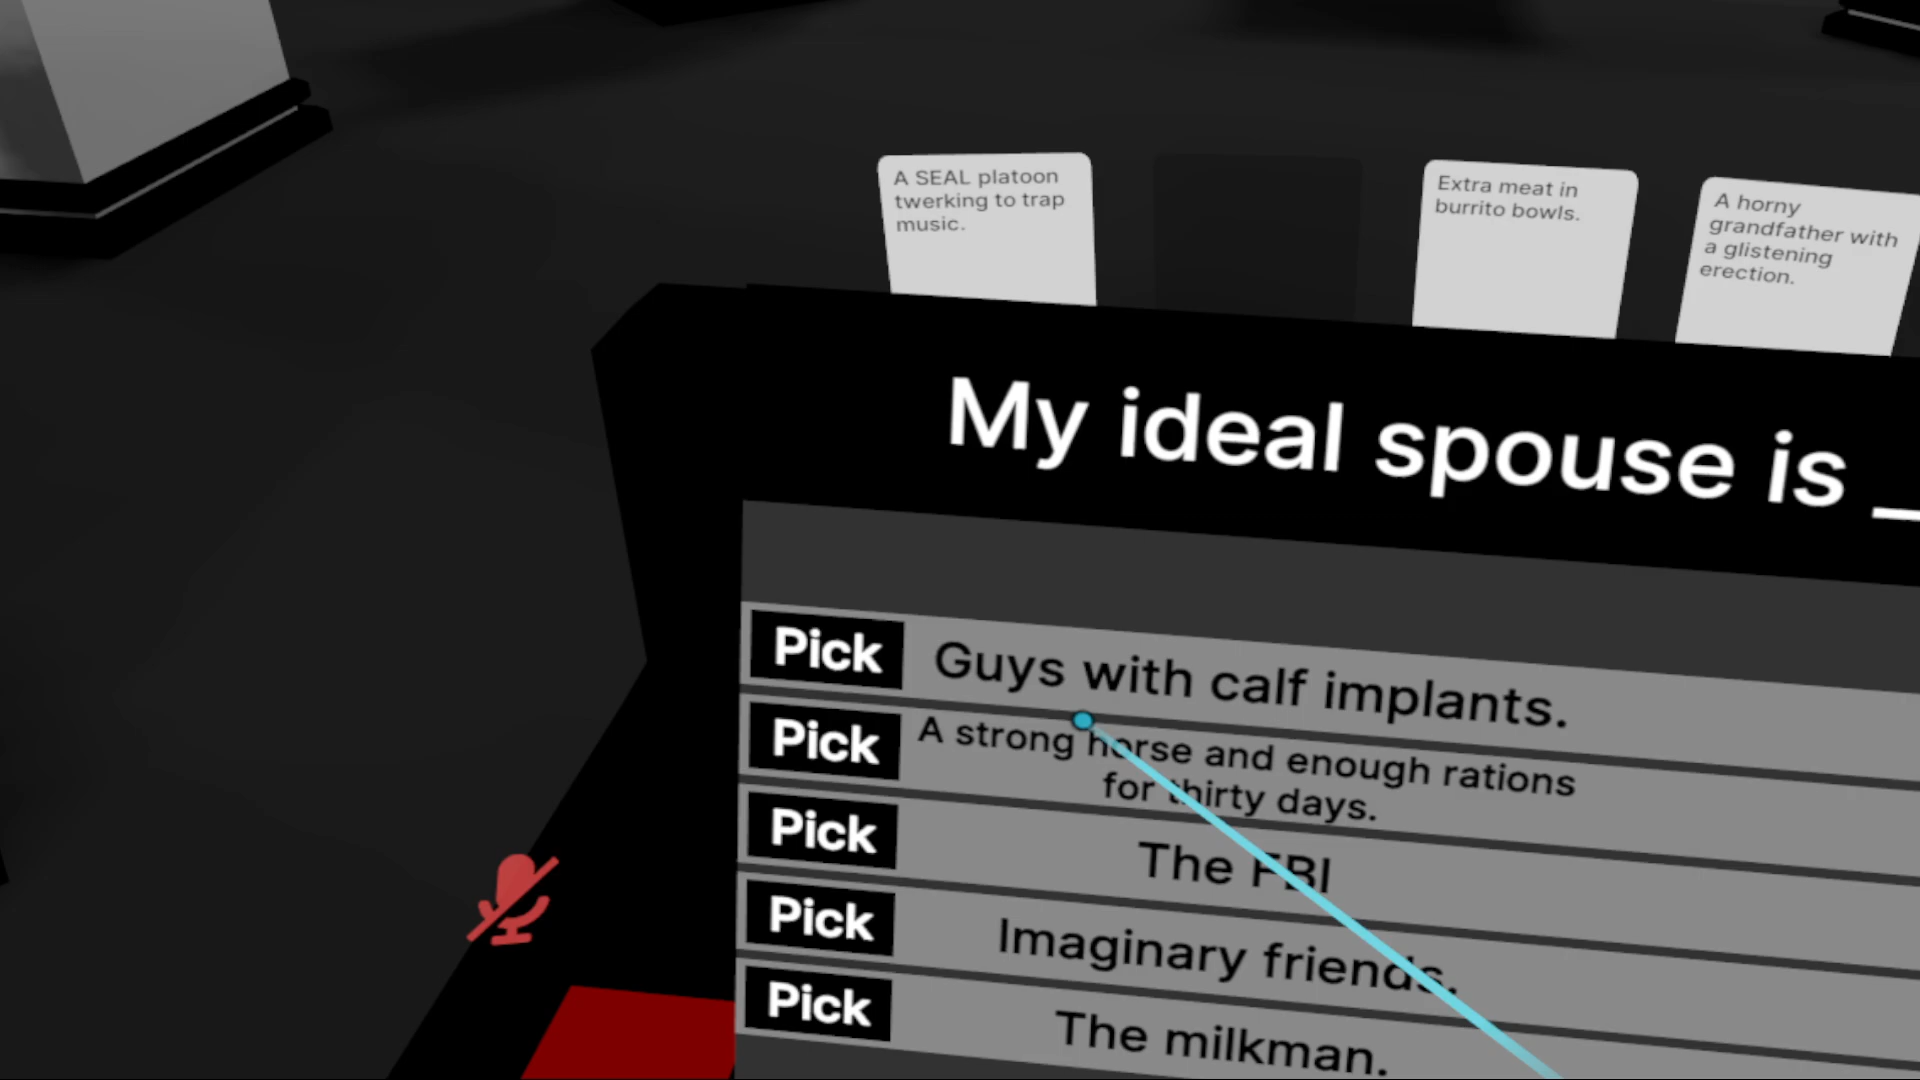 A SEAL platoon
twerking to trap
music.
Extra meat in
burrito bowls.
A horny
grandfather with
a glistening
erection.
My ideal spouse is _
Pick
Guys with calf implants.
Pick
A strong horse and enough rations
for thirty days.
Pick
The FBI
Pick
Imaginary friends.
Pick
The milkman.